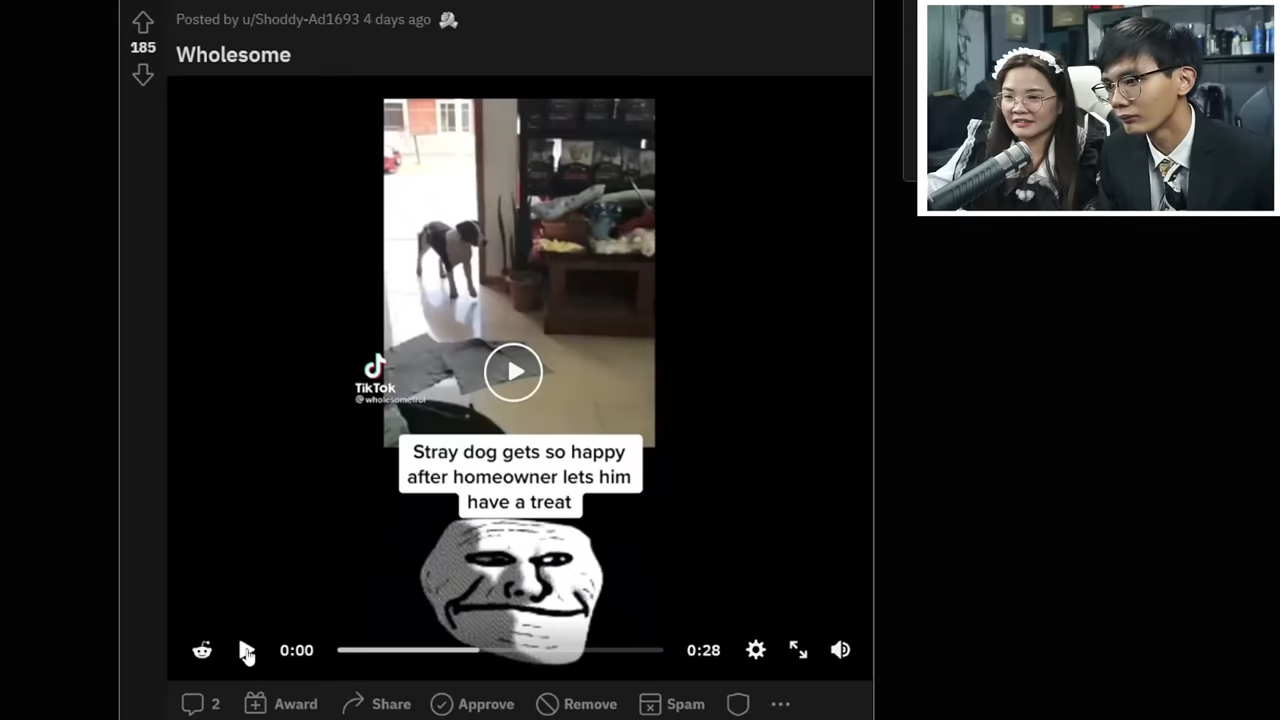 185
Posted by u/Shoddy-Ad1693 4 days ago
Wholesome
TikTok
@wholesometrol
Stray dog gets so happy
after homeowner lets him
have a treat
0:00
0:28
2
Award
Share
Approve
Remove
Spam